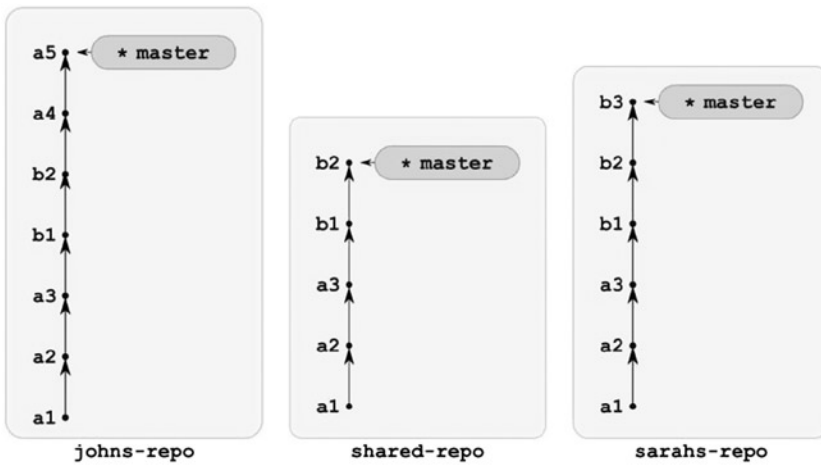 a5
* master
a4
b2
b1
a3
a2
a1
johns-repo
b2
* master
b1
a3
a2
a1
shared-repo
b3
* master
b2
b1
a3
a2
a1
sarahs-repo